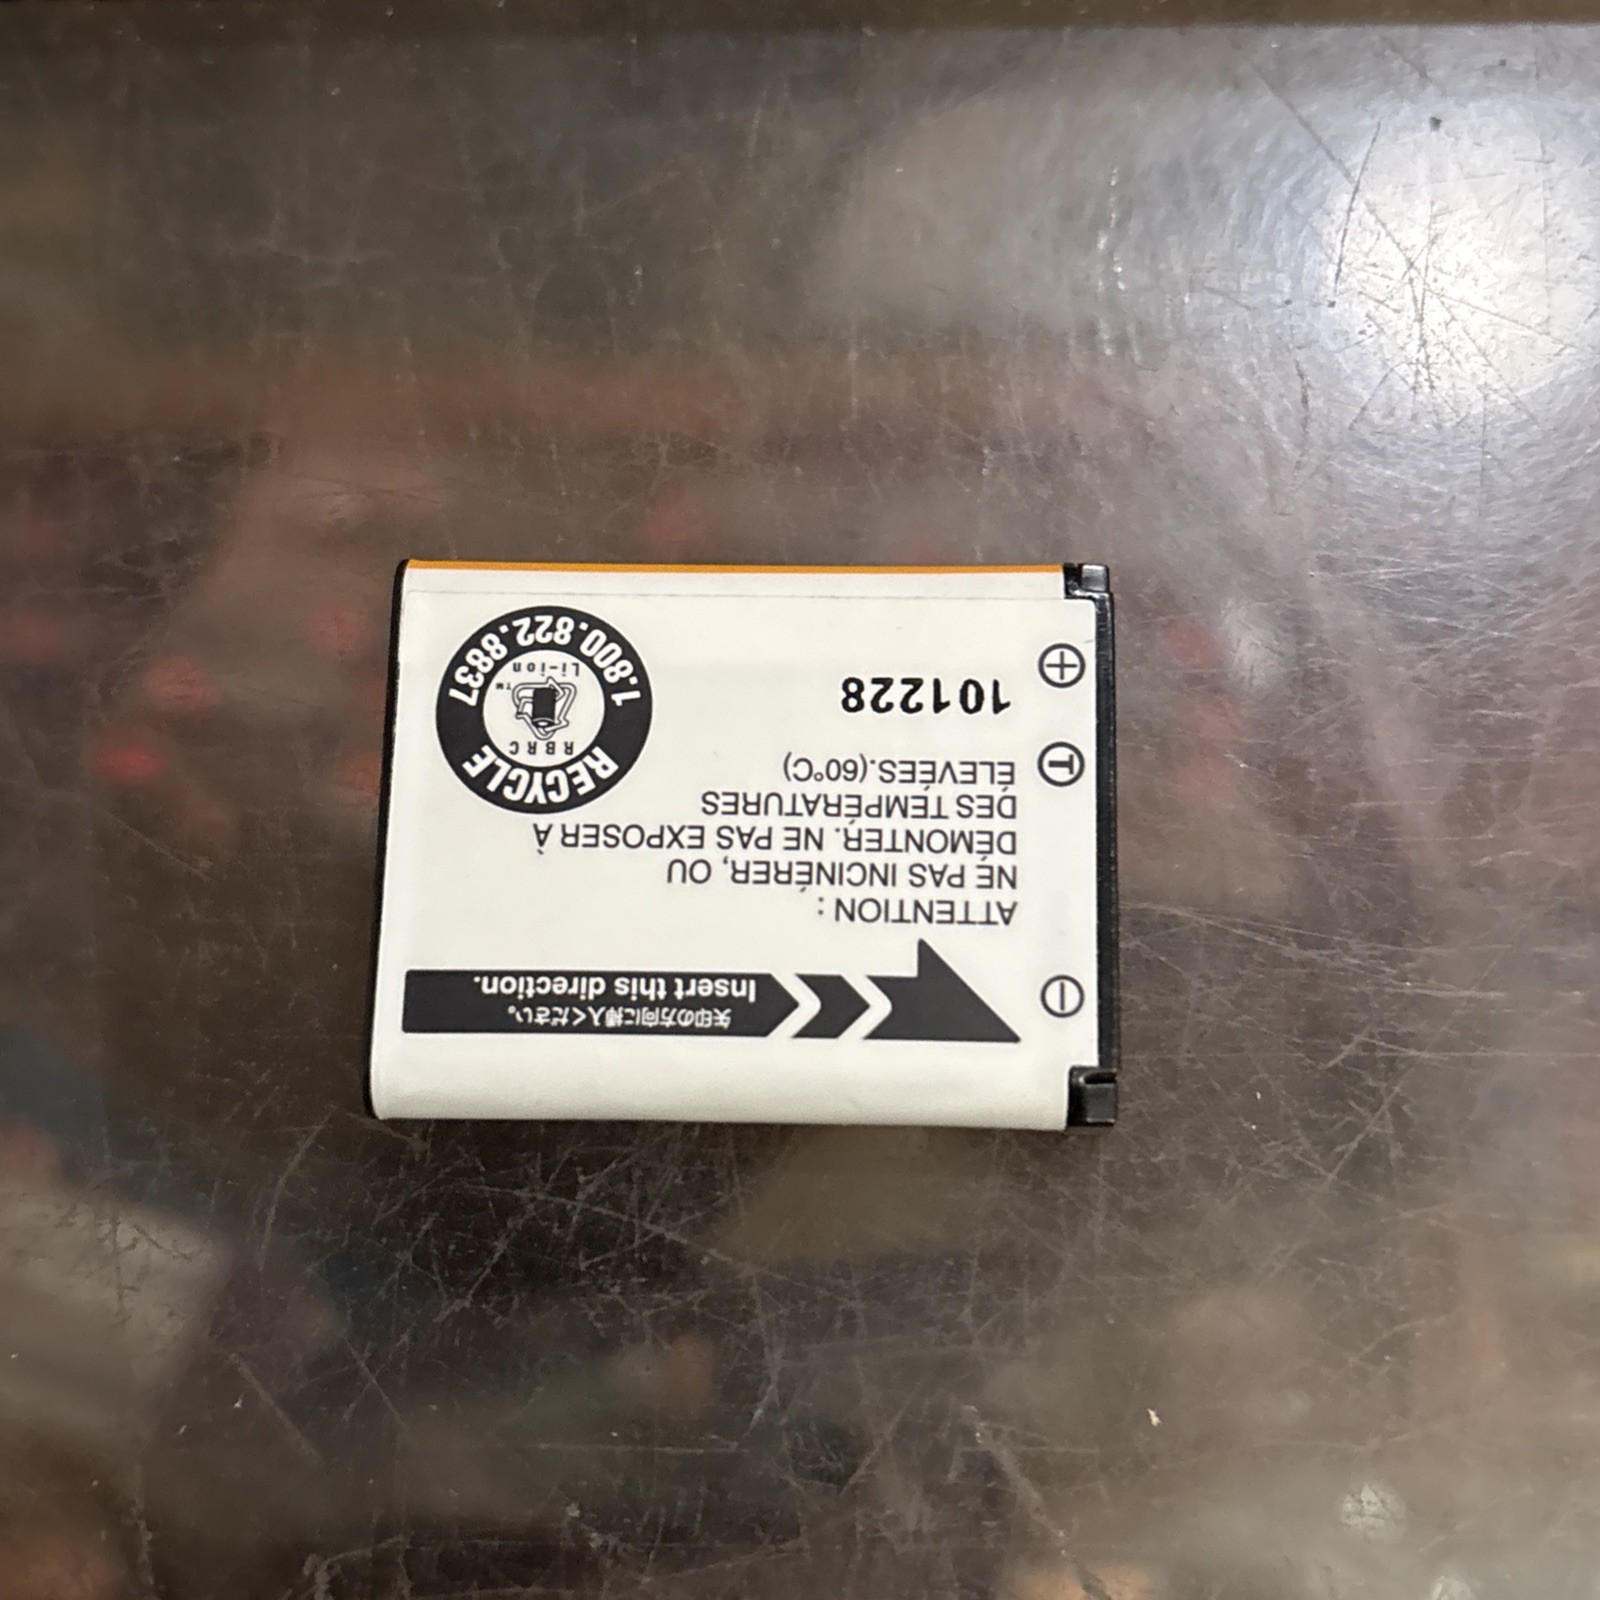 矢印の方向に挿入ください。
Insert this direction.
ATTENTION :
NE PAS INCINÉRER, OU
DÉMONTER. NE PAS EXPOSER À
DES TEMPÉRATURES
ÉLEVÉES.(60°C)
101228
RECYCLE
RBRC
TM
Li-ion
1.800.822.8837
+
T
−